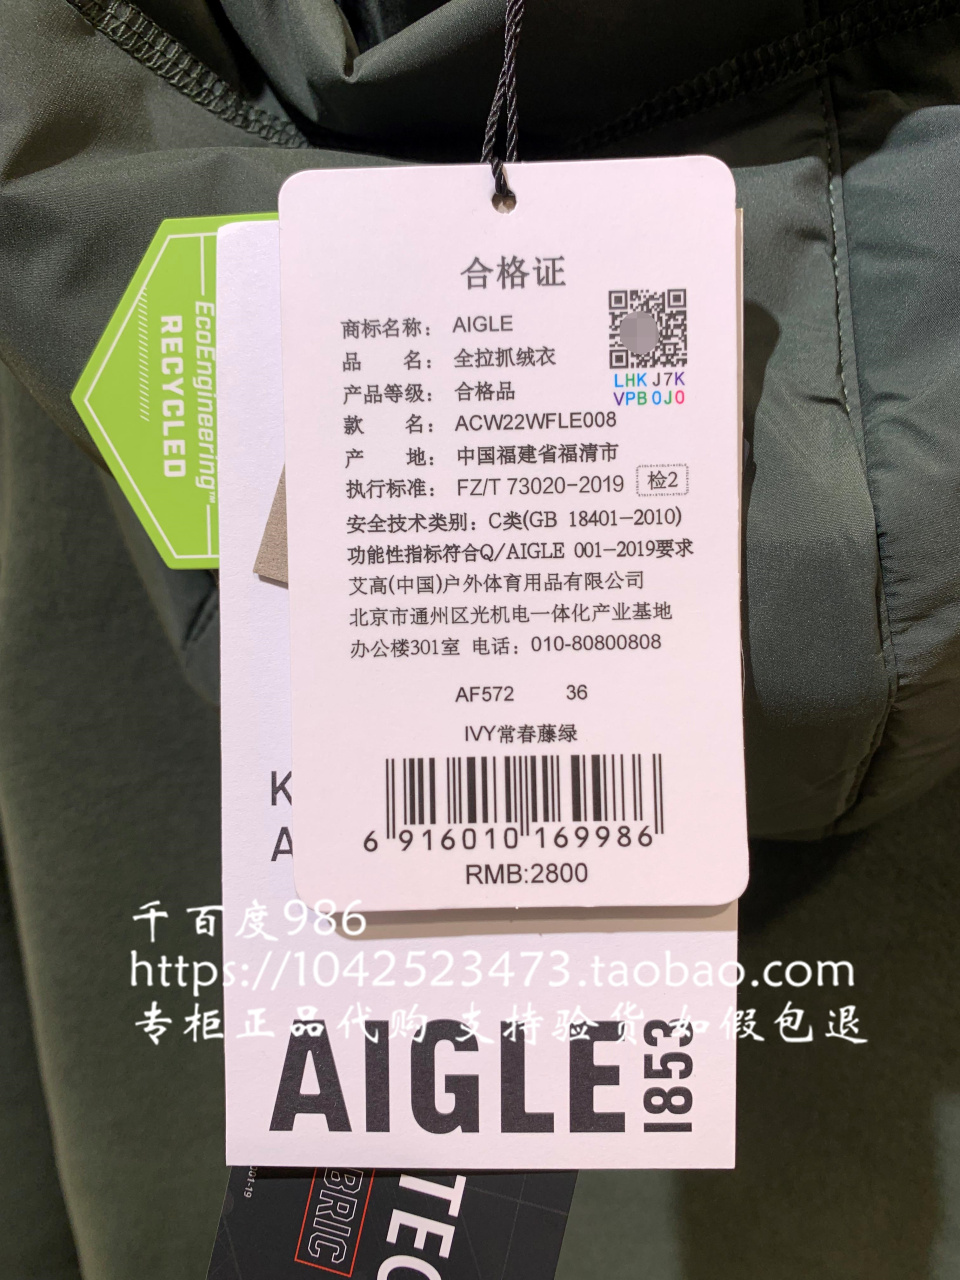 合格证
商标名称： AIGLE
品 名： 全拉抓绒衣
产品等级： 合格品
款 名： ACW22WFLE008
产 地： 中国福建省福清市
执行标准： FZ/T 73020-2019 检2
安全技术类别：C类(GB 18401-2010)
功能性指标符合Q/AIGLE 001-2019要求
艾高(中国)户外体育用品有限公司
北京市通州区光机电一体化产业基地
办公楼301室 电话：010-80800808
LHKJ7K
VPB0J0
AF572 36
IVY常春藤绿
6 916010 169986
RMB:2800
EcoEngineering™
RECYCLED
K
A
千百度986
https://1042523473.taobao.com
专柜正品代购 支持验货 如假包退
AIGLE 1853
001-19
BRIC
TEC